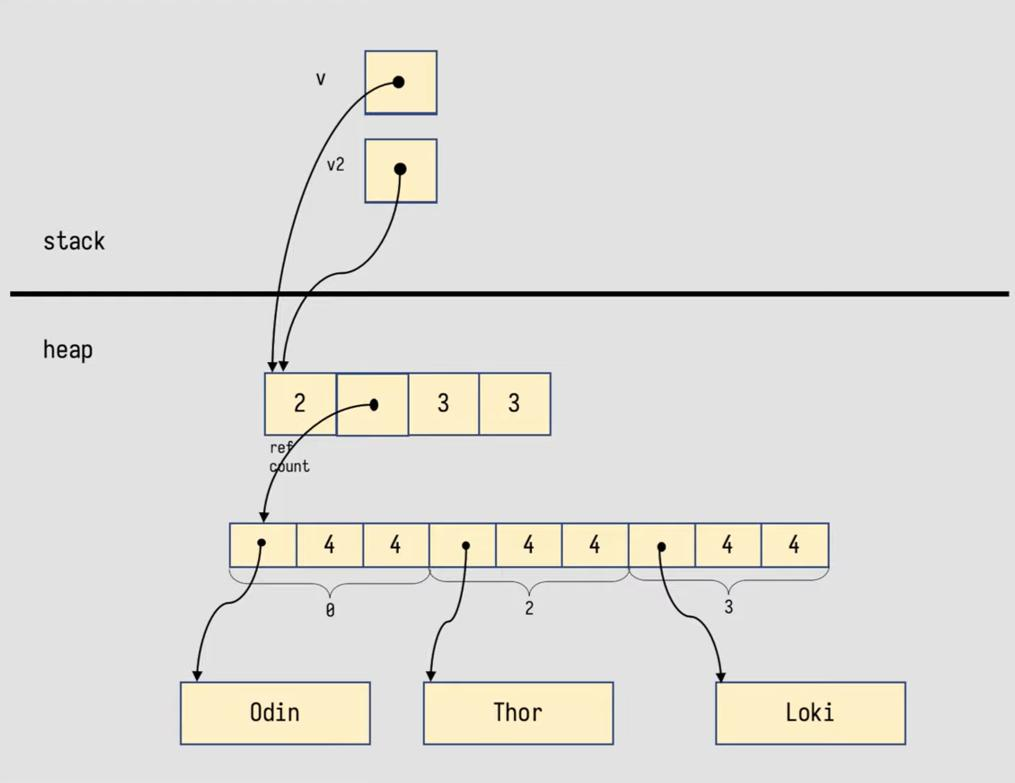 v
v2
stack
heap
2 3 3
ref
count
4 4 4 4 4 4
0 2 3
Odin Thor Loki